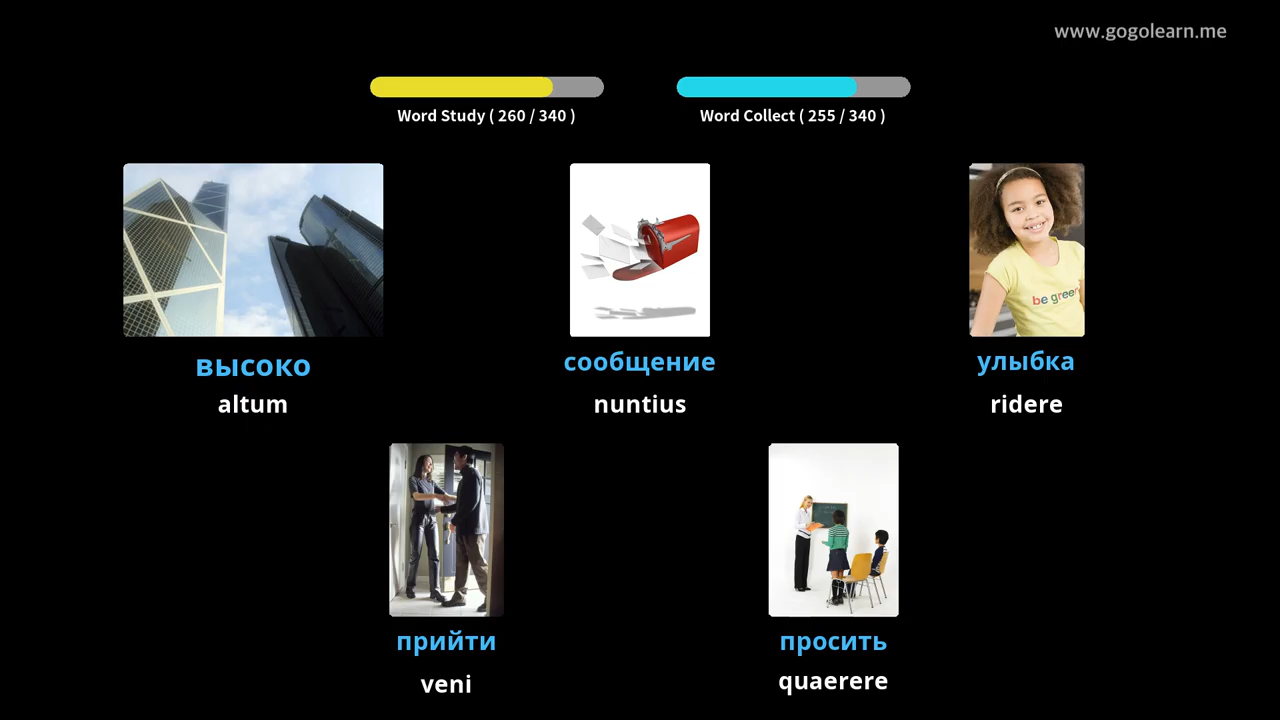 www.gogolearn.me
Word Study ( 260 / 340 )
Word Collect ( 255 / 340 )
высоко
altum
сообщение
nuntius
be green
улыбка
ridere
прийти
veni
просить
quaerere